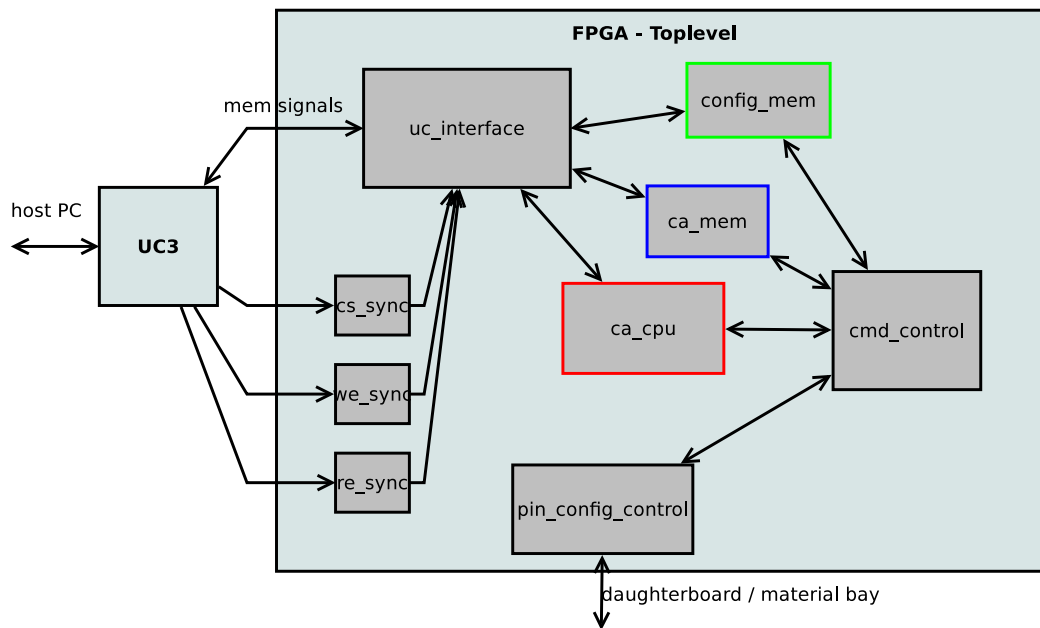 FPGA - Toplevel
mem signals
uc_interface
config_mem
host PC
UC3
ca_mem
cs_sync
ca_cpu
cmd_control
we_sync
re_sync
pin_config_control
daughterboard / material bay